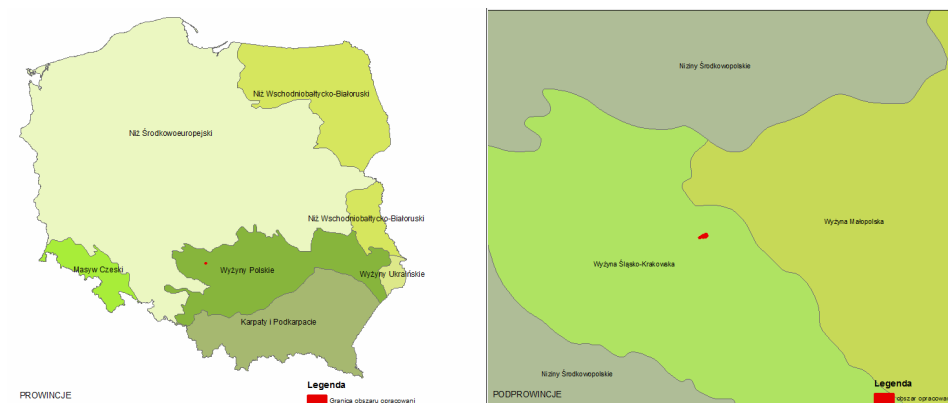 Niż Wschodniobałtycko-Białoruski
Niż Środkowoeuropejski
Niż Wschodniobałtycko-Białoruski
Masyw Czeski
Wyżyny Polskie
Wyżyny Ukraińskie
Karpaty i Podkarpacie
Legenda
Granica obszaru opracowani
PROWINCJE
Niziny Środkowopolskie
Wyżyna Małopolska
Wyżyna Śląsko-Krakowska
Niziny Środkowopolskie
Legenda
obszar opracowan
PODPROWINCJE